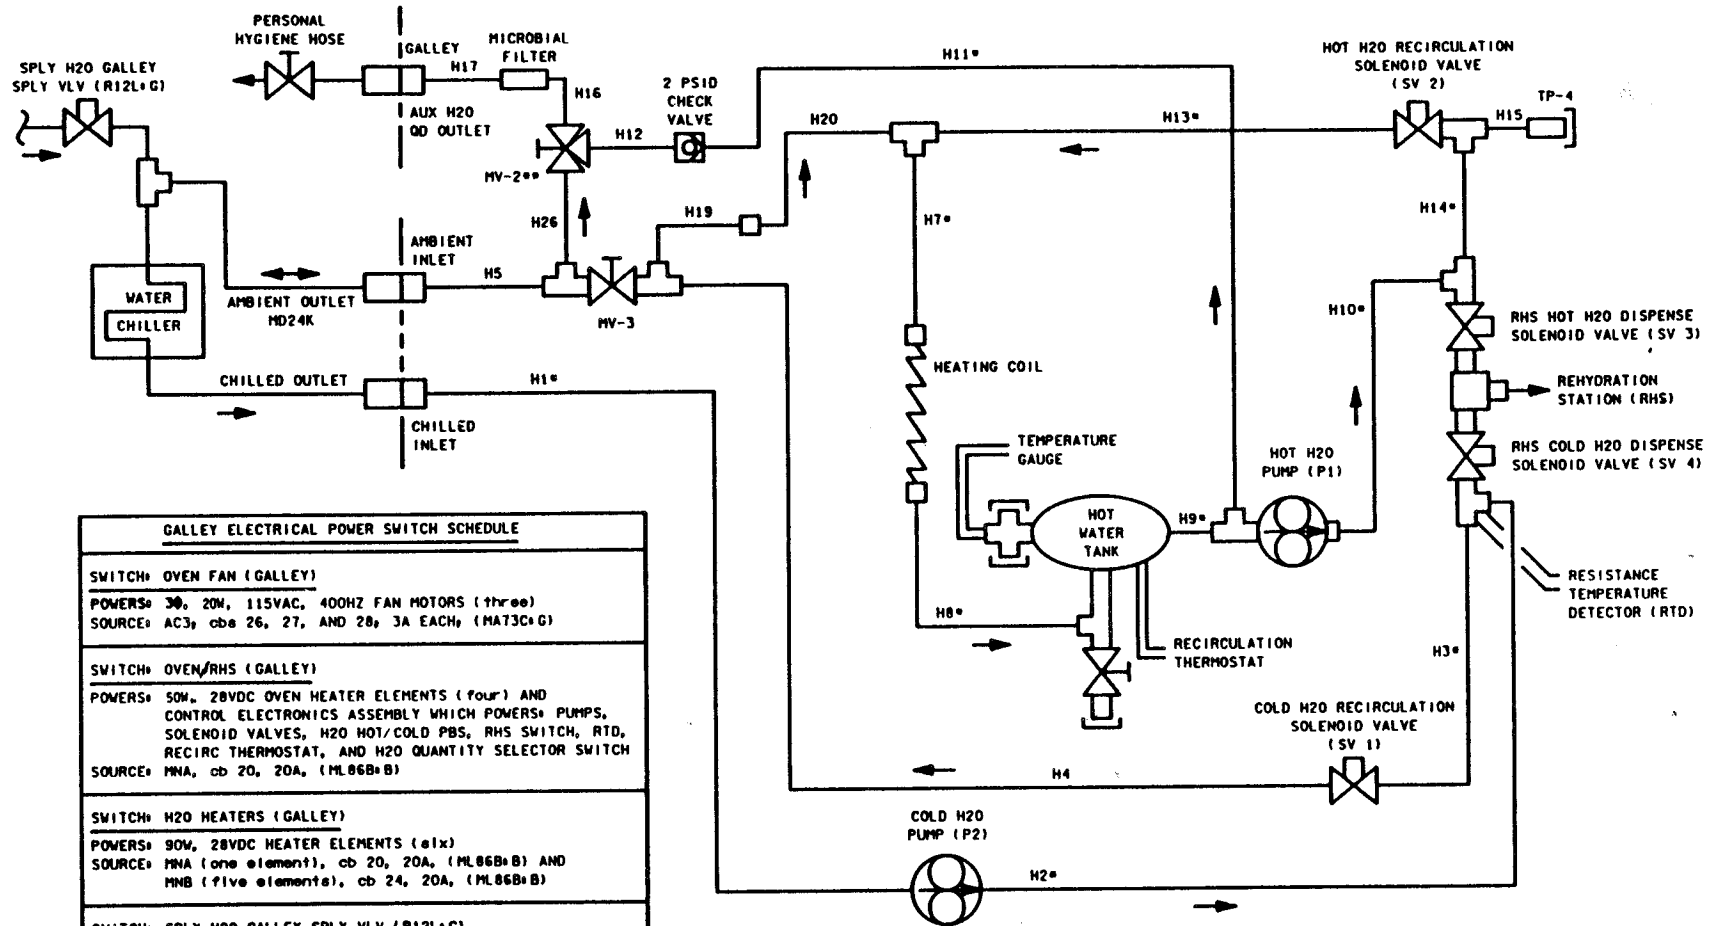 PERSONAL
HYGIENE HOSE
SPLY H2O GALLEY
SPLY VLV (R12L:G)
GALLEY
H17
MICROBIAL
FILTER
H16
AUX H2O
QD OUTLET
MV-2**
2 PSID
CHECK
VALVE
H12
H11*
H20
H13*
HOT H2O RECIRCULATION
SOLENOID VALVE
(SV 2)
TP-4
H15
H14*
H26
H19
H7*
AMBIENT
INLET
H5
AMBIENT OUTLET
MD24K
MV-3
WATER
CHILLER
CHILLED OUTLET
H1*
CHILLED
INLET
HEATING COIL
H10*
RHS HOT H2O DISPENSE
SOLENOID VALVE (SV 3)
REHYDRATION
STATION (RHS)
RHS COLD H2O DISPENSE
SOLENOID VALVE (SV 4)
TEMPERATURE
GAUGE
HOT H2O
PUMP (P1)
HOT
WATER
TANK
H9*
H8*
RECIRCULATION
THERMOSTAT
RESISTANCE
TEMPERATURE
DETECTOR (RTD)
H3*
COLD H2O RECIRCULATION
SOLENOID VALVE
(SV 1)
H4
COLD H2O
PUMP (P2)
H2*
GALLEY ELECTRICAL POWER SWITCH SCHEDULE
SWITCH: OVEN FAN (GALLEY)
POWERS: 3Φ, 20W, 115VAC, 400HZ FAN MOTORS (three)
SOURCE: AC3, cbs 26, 27, AND 28, 3A EACH, (MA73C:G)
SWITCH: OVEN/RHS (GALLEY)
POWERS: 50W, 28VDC OVEN HEATER ELEMENTS (four) AND
CONTROL ELECTRONICS ASSEMBLY WHICH POWERS: PUMPS,
SOLENOID VALVES, H2O HOT/COLD PBS, RHS SWITCH, RTD,
RECIRC THERMOSTAT, AND H2O QUANTITY SELECTOR SWITCH
SOURCE: MNA, cb 20, 20A, (ML86B:B)
SWITCH: H2O HEATERS (GALLEY)
POWERS: 90W, 28VDC HEATER ELEMENTS (six)
SOURCE: MNA (one element), cb 20, 20A, (ML86B:B) AND
MNB (five elements), cb 24, 20A, (ML86B:B)
SWITCH: SPLY H2O GALLEY SPLY VLV (R12L:G)